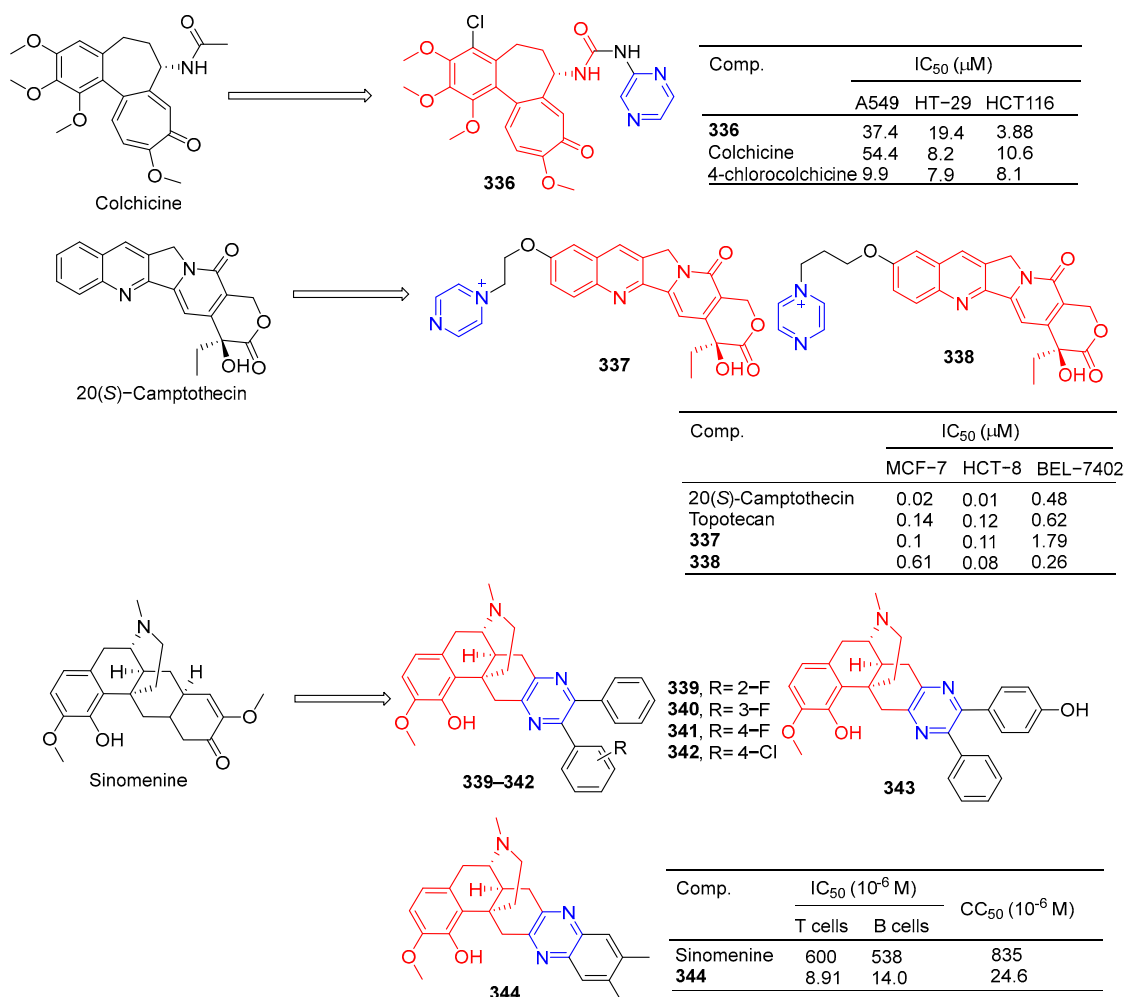 Colchicine
336
Comp. IC50 (μM)
A549 HT−29 HCT116
336 37.4 19.4 3.88
Colchicine 54.4 8.2 10.6
4-chlorocolchicine 9.9 7.9 8.1
20(S)−Camptothecin
337
338
Comp. IC50 (μM)
MCF−7 HCT−8 BEL−7402
20(S)-Camptothecin 0.02 0.01 0.48
Topotecan 0.14 0.12 0.62
337 0.1 0.11 1.79
338 0.61 0.08 0.26
Sinomenine
339–342
339, R= 2−F
340, R= 3−F
341, R= 4−F
342, R= 4−Cl
343
344
Comp. IC50 (10-6 M) CC50 (10-6 M)
T cells B cells
Sinomenine 600 538 835
344 8.91 14.0 24.6